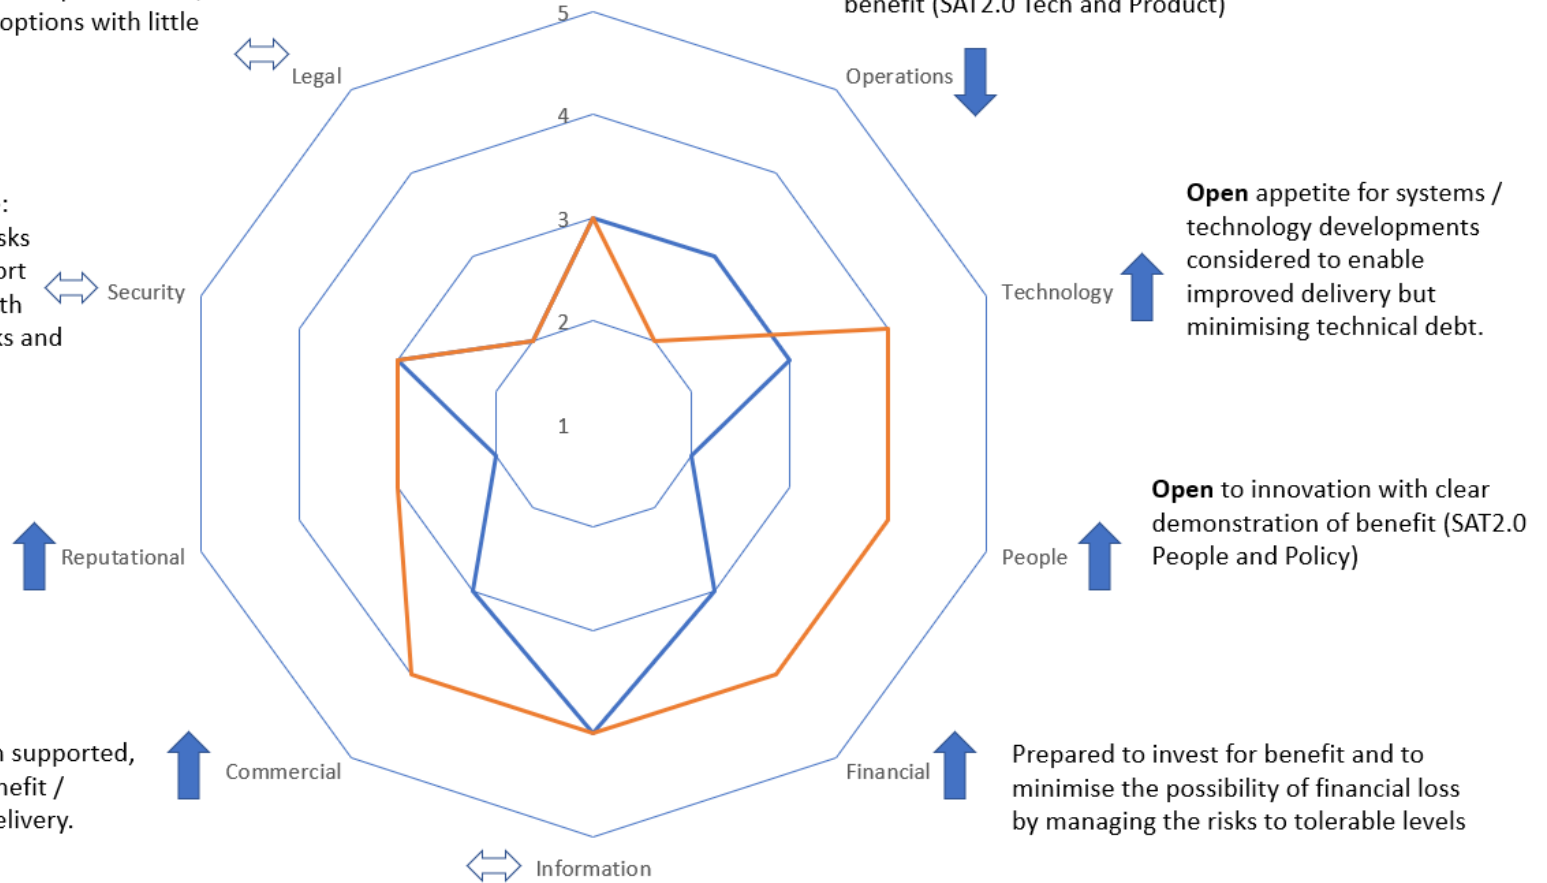 options with little
benefit (SAT2.0 Tech and Product)
5
Legal
Operations
4
Open appetite for systems /
technology developments
considered to enable
improved delivery but
minimising technical debt.
3
Security
Technology
and
2
1
Open to innovation with clear
demonstration of benefit (SAT2.0
People and Policy)
Reputational
People
supported,
/
Commercial
Financial
Prepared to invest for benefit and to
minimise the possibility of financial loss
by managing the risks to tolerable levels
Information